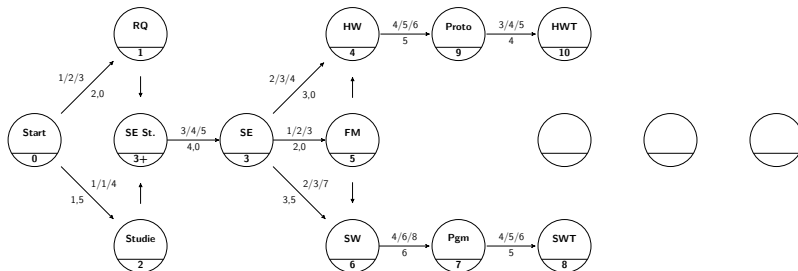 RQ
1
HW
4
4/5/6
5
Proto
9
3/4/5
4
HWT
10
1/2/3
2,0
2/3/4
3,0
Start
0
SE St.
3+
3/4/5
4,0
SE
3
1/2/3
2,0
FM
5
1/1/4
1,5
2/3/7
3,5
Studie
2
SW
6
4/6/8
6
Pgm
7
4/5/6
5
SWT
8